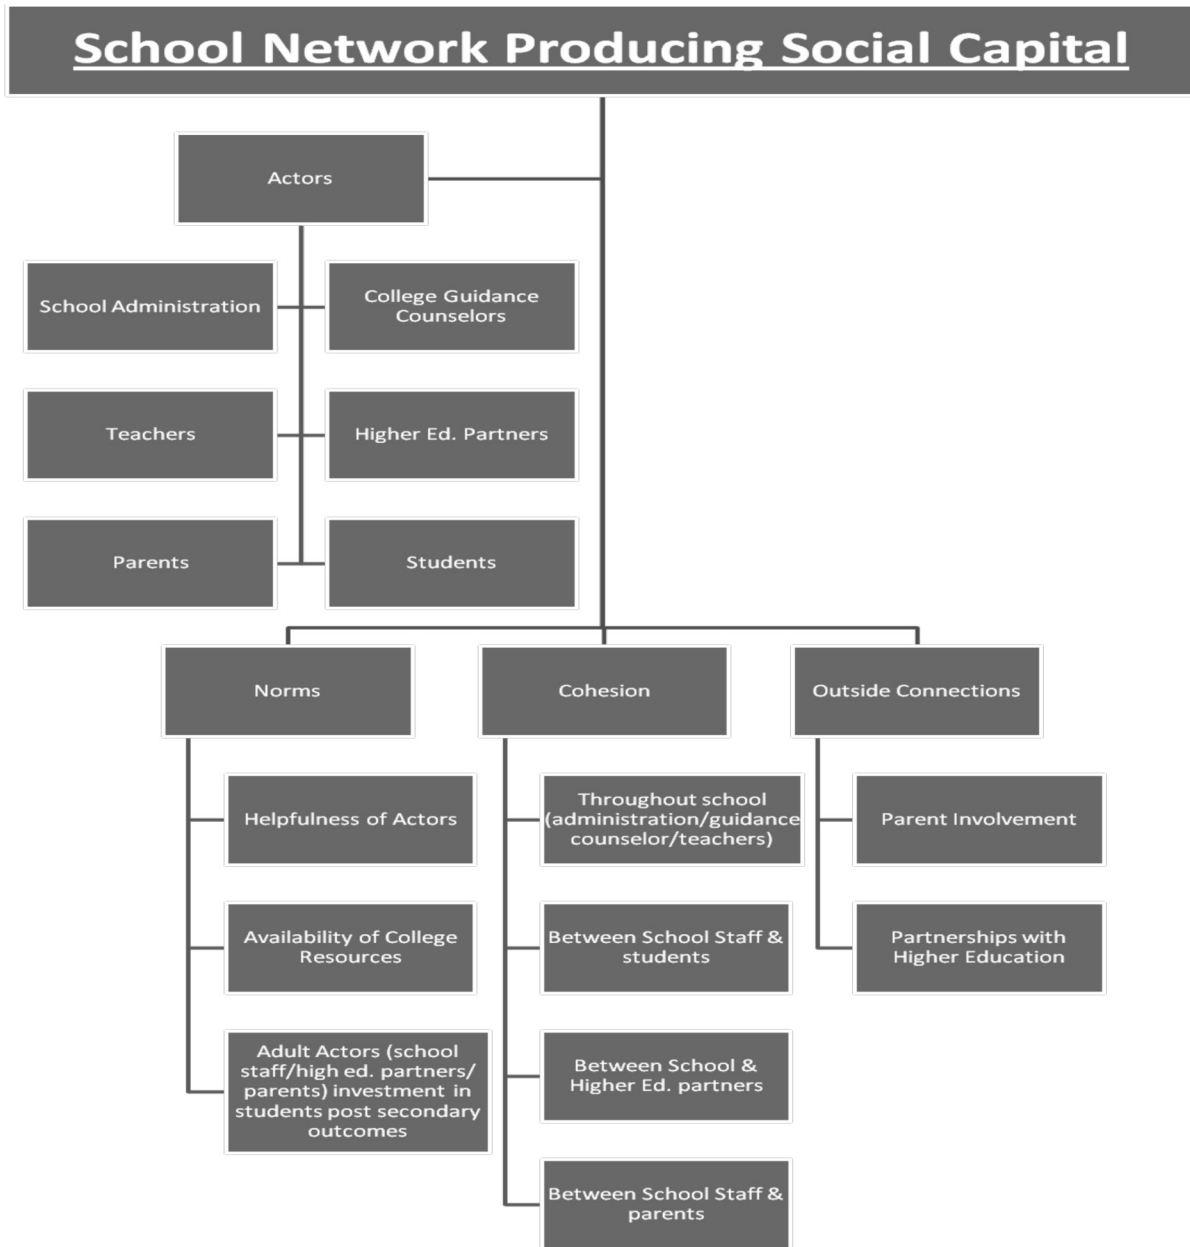 School Network Producing Social Capital
Actors
School Administration
College Guidance
Counselors
Teachers
Higher Ed. Partners
Parents
Students
Norms
Cohesion
Outside Connections
Helpfulness of Actors
Availability of College
Resources
Adult Actors (school
staff/high ed. partners/
parents) investment in
students post secondary
outcomes
Throughout school
(administration/guidance
counselor/teachers)
Between School Staff &
students
Between School &
Higher Ed. partners
Between School Staff &
parents
Parent Involvement
Partnerships with
Higher Education